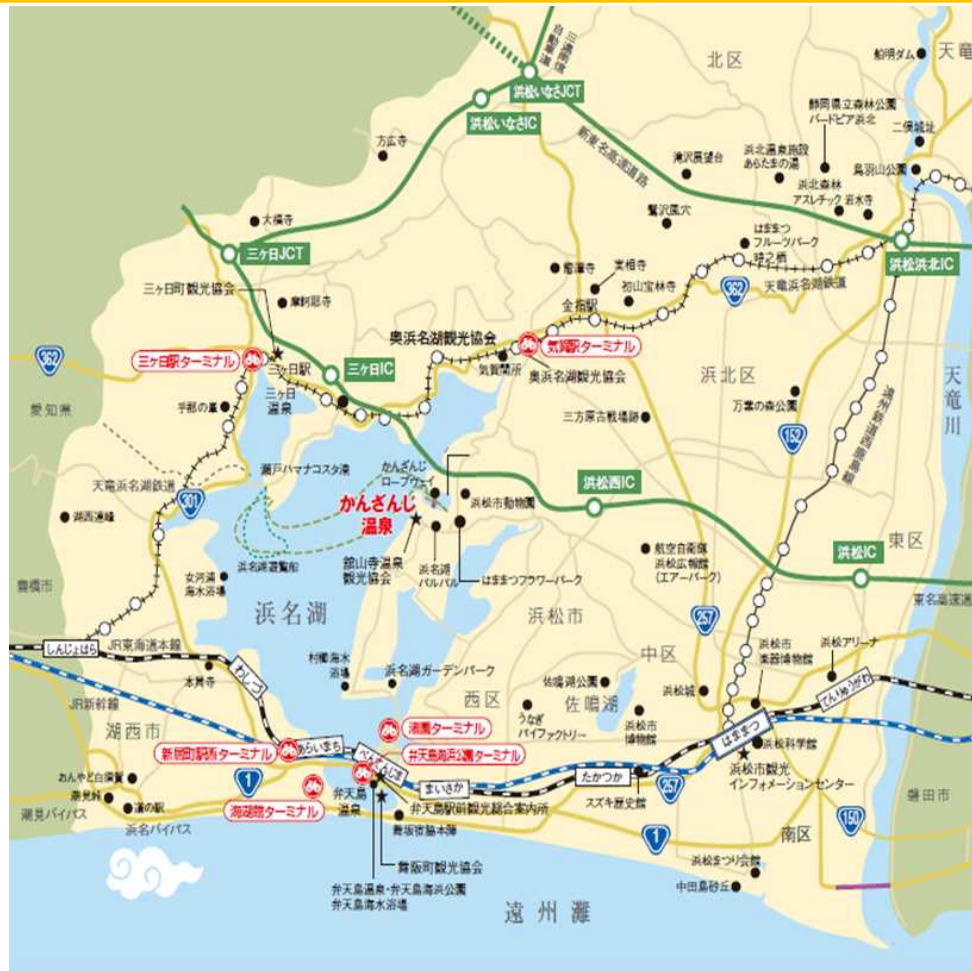 三遠南信
自動車道
北区
船明ダム
天竜
浜松いなさJCT
浜松いなさIC
静岡県立森林公園
バードピア浜北
二俣城址
方広寺
新東名高速道路
滝沢展望台
浜北温泉施設
あらたまの湯
鳥羽山公園
浜北森林
アスレチック
岩水寺
鷲沢風穴
大福寺
三ヶ日JCT
はままつ
フルーツパーク
時之栖
浜松浜北IC
三ヶ日町観光協会
摩訶耶寺
龍潭寺
実相寺
初山宝林寺
金指駅
362
天竜浜名湖鉄道
奥浜名湖観光協会
気賀駅ターミナル
362
三ヶ日駅ターミナル
三ヶ日駅
三ヶ日IC
気賀関所
奥浜名湖観光協会
浜北区
天竜川
愛知県
三ヶ日
温泉
万葉の森公園
三方原古戦場跡
遠州鉄道西鹿島線
152
瀬戸ハマナコスタ湊
かんざんじ
ロープウェイ
天竜浜名湖鉄道
301
浜松市動物園
浜松西IC
かんざんじ
温泉
湖西連峰
東区
浜名湖遊覧船
舘山寺温泉
観光協会
浜名湖
パルパル
はままつフラワーパーク
航空自衛隊
浜松広報館
(エアーパーク)
浜松IC
女河浦
海水浴場
豊橋市
東名高速道
浜名湖
浜松市
257
しんじょはら
JR東海道本線
中区
浜松市
楽器博物館
浜松アリーナ
本興寺
わしづ
村櫛海水
浴場
浜名湖ガーデンパーク
佐鳴湖公園
浜松城
てんりゅうがわ
JR新幹線
西区
佐鳴湖
湖西市
うなぎ
パイファクトリー
浜松市
博物館
はままつ
渚園ターミナル
浜松科学館
新居町駅西ターミナル
あらいまち
弁天島海浜公園ターミナル
べんてんじま
浜松市観光
インフォメーションセンター
1
まいさか
たかつか
257
海湖館ターミナル
弁天島
温泉
弁天島駅前観光総合案内所
スズキ歴史館
磐田市
潮見峠
道の駅
潮見バイパス
浜名バイパス
舞坂宿脇本陣
1
南区
150
舞阪町観光協会
浜松まつり会館
中田島砂丘
弁天島温泉・弁天島海浜公園
弁天島海水浴場
遠州灘